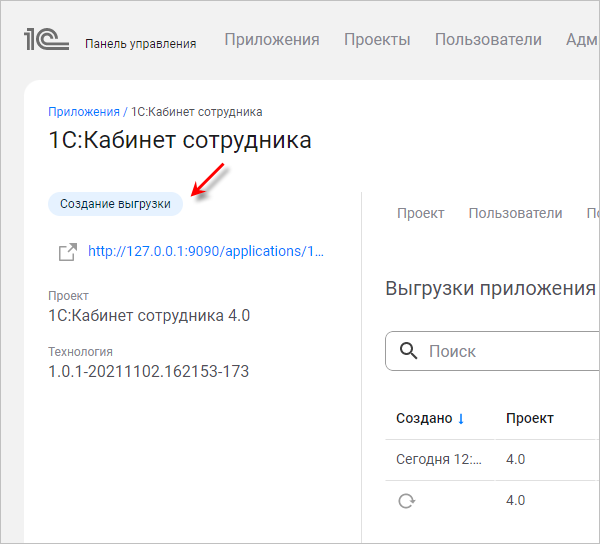 1С Панель управления Приложения Проекты Пользователи Адм
Приложения / 1С:Кабинет сотрудника
1С:Кабинет сотрудника
Создание выгрузки
Проект Пользователи По
http://127.0.0.1:9090/applications/1...
Выгрузки приложения
Проект
1С:Кабинет сотрудника 4.0
Поиск
Технология
1.0.1-20211102.162153-173
Создано ↓ Проект
Сегодня 12:... 4.0
4.0